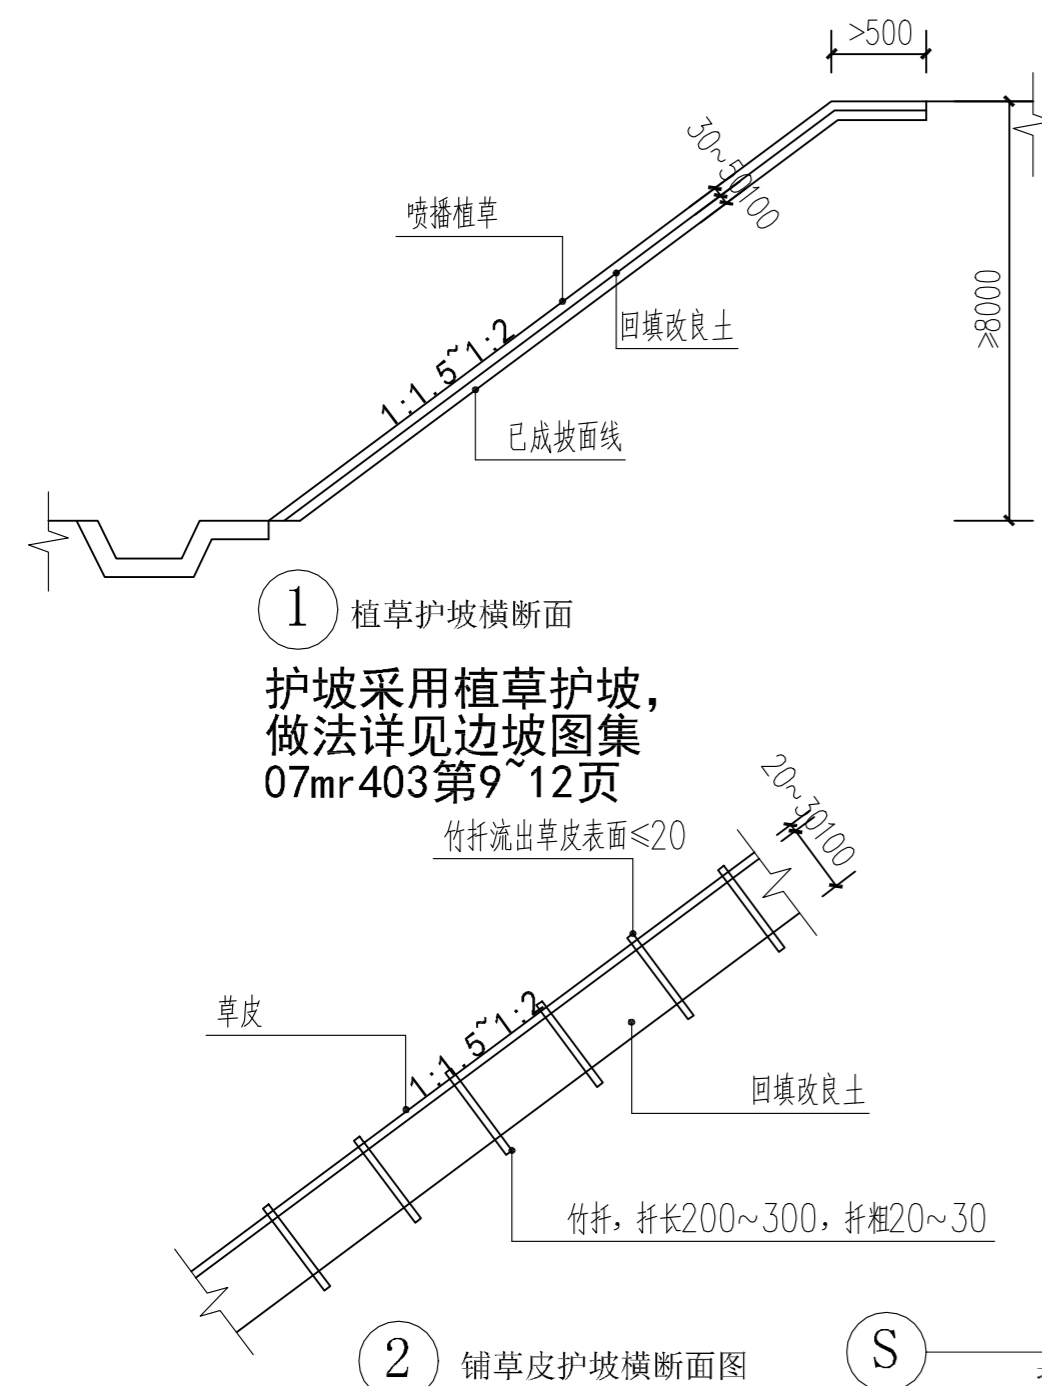 >500
30~50
100
喷播植草
回填改良土
≥8000
1:1.5~1:2
已成坡面线
1
植草护坡横断面
护坡采用植草护坡，
做法详见边坡图集
07mr403第9~12页
20~30
100
竹扦流出草皮表面≤20
草皮
1:1.5~1:2
回填改良土
竹扦，扦长200~300，扦粗20~30
2
铺草皮护坡横断面图
S